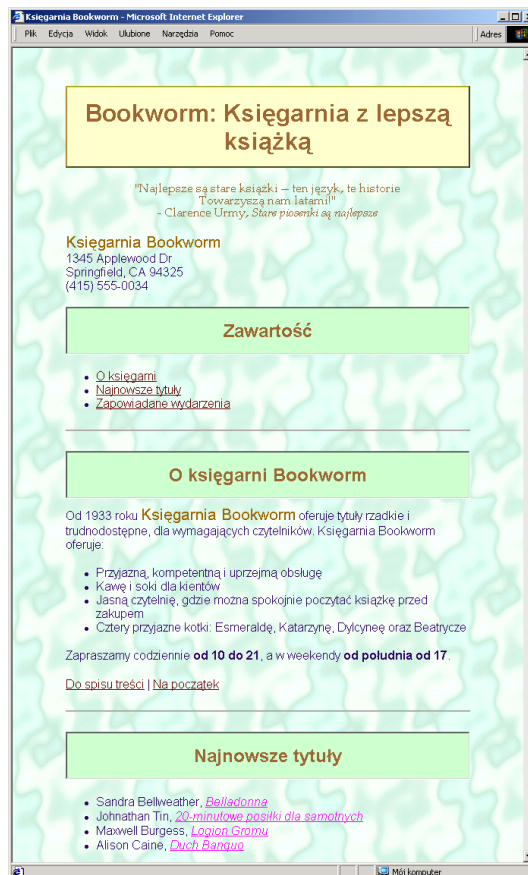 Księgarnia Bookworm - Microsoft Internet Explorer
Plik Edycja Widok Ulubione Narzędzia Pomoc
Adres
Bookworm: Księgarnia z lepszą
książką
"Najlepsze są stare książki – ten język, te historie
Towarzyszą nam latami!"
- Clarence Urmy, Stare piosenki są najlepsze
Księgarnia Bookworm
1345 Applewood Dr
Springfield, CA 94325
(415) 555-0034
Zawartość
• O księgarni
• Najnowsze tytuły
• Zapowiadane wydarzenia
O księgarni Bookworm
Od 1933 roku Księgarnia Bookworm oferuje tytuły rzadkie i
trudnodostępne, dla wymagających czytelników. Księgarnia Bookworm
oferuje:
• Przyjazną, kompetentną i uprzejmą obsługę
• Kawę i soki dla kientów
• Jasną czytelnię, gdzie można spokojnie poczytać książkę przed
zakupem
• Cztery przyjazne kotki: Esmeraldę, Katarzynę, Dylcyneę oraz Beatrycze
Zapraszamy codziennie od 10 do 21, a w weekendy od południa od 17.
Do spisu treści | Na początek
Najnowsze tytuły
• Sandra Bellweather, Belladonna
• Johnathan Tin, 20-minutowe posiłki dla samotnych
• Maxwell Burgess, Legion Gromu
• Alison Caine, Duch Banquo
Mój komputer